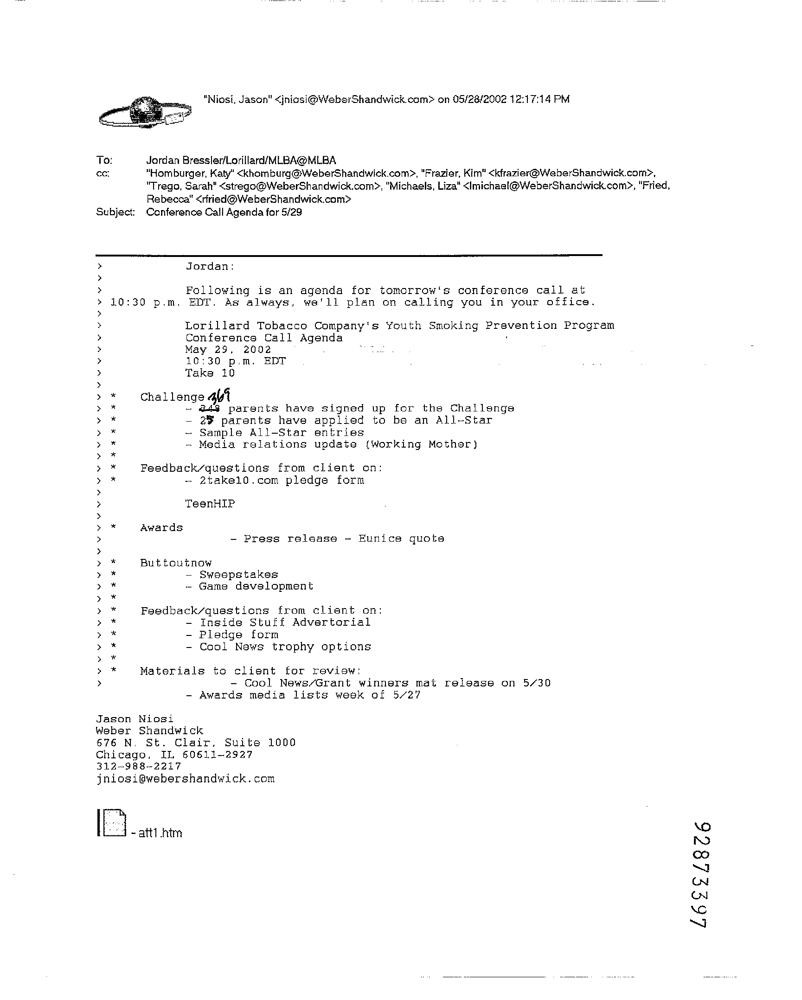 "Niosi, Jason" <jniosi@WeberShandwick.com> on 05/28/2002 12:17:14 PM
To: Jordan Bressler/Lorillard/MLBA@MLBA
cc: "Homburger, Katy" <khomburg@WeberShandwick.com>, "Frazier, Kim" <kfrazier@WeberShandwick.com>,
"Trego, Sarah" <strego@WeberShandwick.com>, "Michaels, Liza" <lmichael@WeberShandwick.com>, "Fried,
Rebecca" <rfried@WeberShandwick.com>
Subject: Conference Call Agenda for 5/29
> Jordan:
>
> Following is an agenda for tomorrow's conference call at
> 10:30 p.m. EDT. As always, we'll plan on calling you in your office.
>
> Lorillard Tobacco Company's Youth Smoking Prevention Program
> Conference Call Agenda
> May 29, 2002
> 10:30 p.m. EDT
> Take 10
>
> * Challenge 369
> * - parents have signed up for the Challenge
> * - parents have applied to be an All-Star
> * - Sample All-Star entries
> * - Media relations update (Working Mother)
> *
> * Feedback/questions from client on:
> * - 2take10.com pledge form
>
> TeenHIP
>
> * Awards
> - Press release - Eunice quote
>
> * Buttoutnow
> * - Sweepstakes
> * - Game development
> *
> * Feedback/questions from client on:
> * - Inside Stuff Advertorial
> * - Pledge form
> * - Cool News trophy options
> *
> * Materials to client for review:
> - Cool News/Grant winners mat release on 5/30
- Awards media lists week of 5/27
Jason Niosi
Weber Shandwick
676 N. St. Clair, Suite 1000
Chicago, IL 60611-2927
312-988-2217
jniosi@webershandwick.com
- att1.htm
92873397